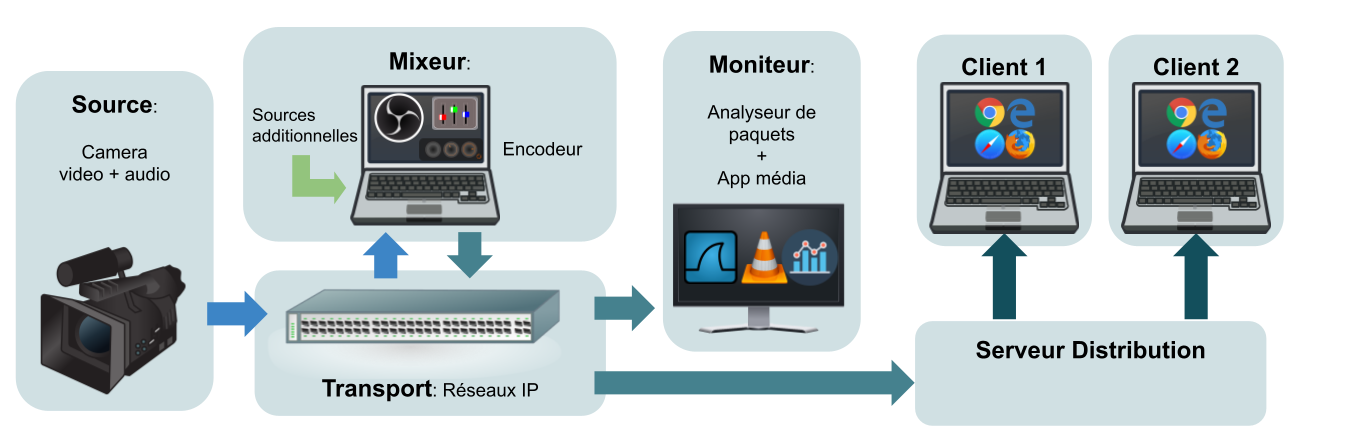 Source:
Camera
video + audio
Mixeur:
Sources
additionnelles
Encodeur
Transport: Réseaux IP
Moniteur:
Analyseur de
paquets
+
App média
Client 1
Client 2
Serveur Distribution